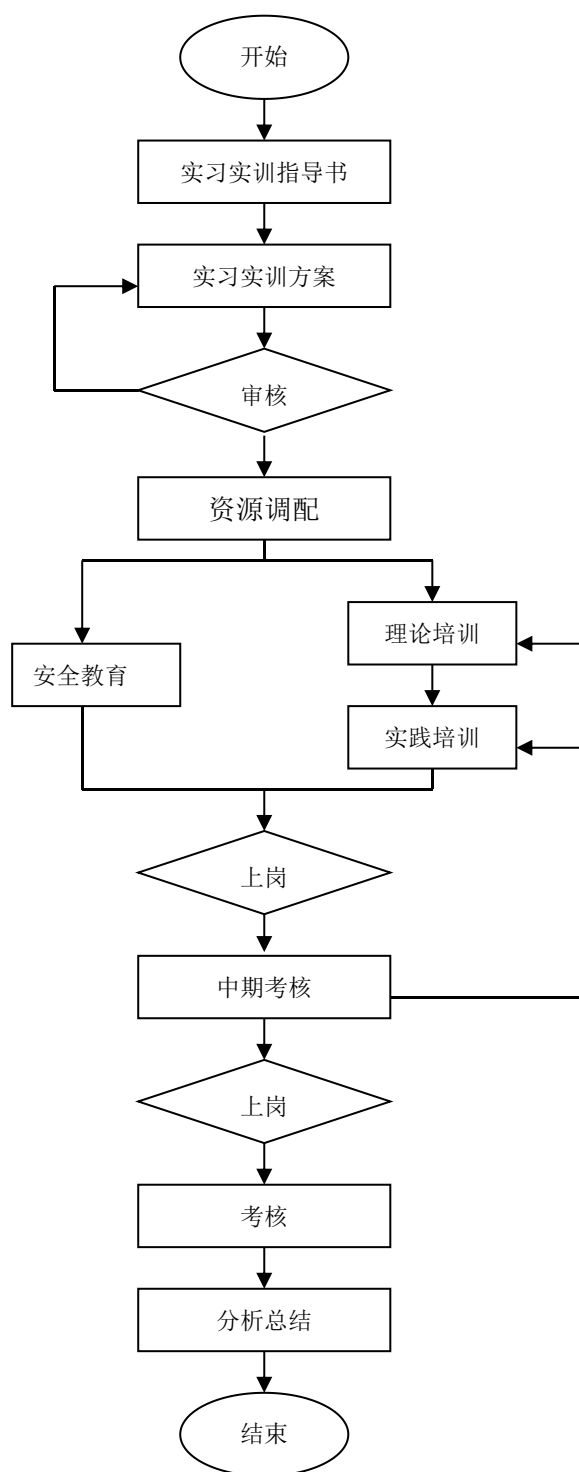 开始
实习实训指导书
实习实训方案
审核
资源调配
理论培训
安全教育
实践培训
上岗
中期考核
上岗
考核
分析总结
结束